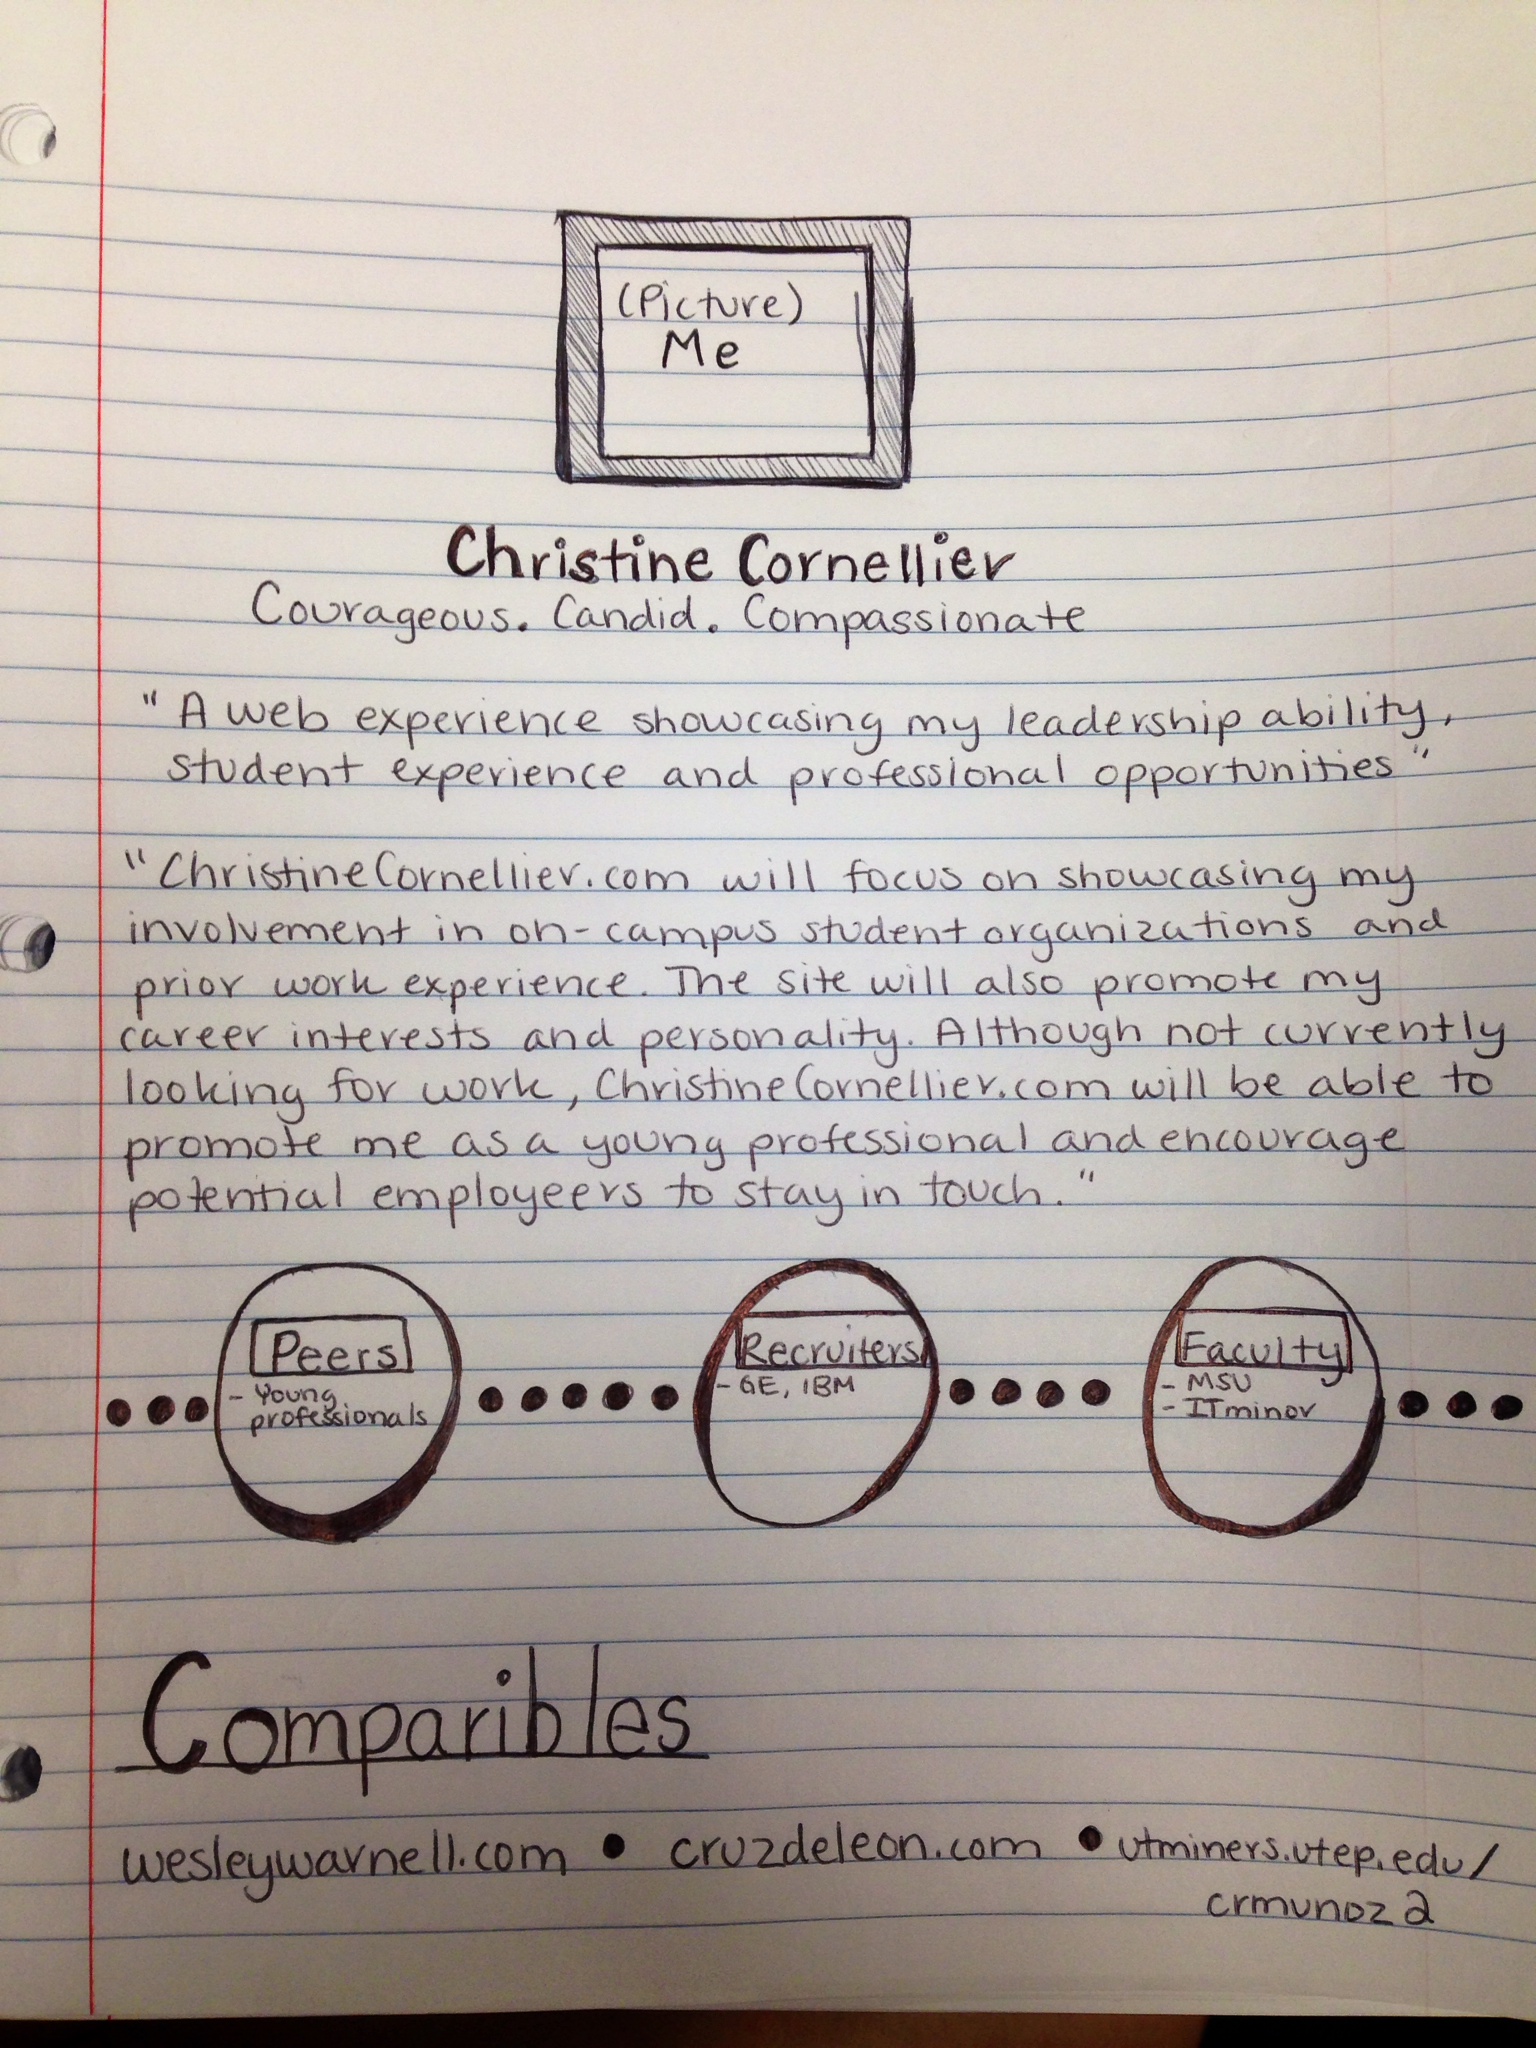 (Picture)
Me
Christine Cornellier
Courageous. Candid. Compassionate
"A web experience showcasing my leadership ability,
student experience and professional opportunities"
"ChristineCornellier.com will focus on showcasing my
involvement in on-campus student organizations and
prior work experience. The site will also promote my
career interests and personality. Although not currently
looking for work, ChristineCornellier.com will be able to
promote me as a young professional and encourage
potential employeers to stay in touch."
Peers
- Young
professionals
Recruiters
- GE, IBM
Faculty
- MSU
- IT minor
Comparibles
wesleywarnell.com • cruzdeleon.com • utminers.utep.edu/
crmunoz2